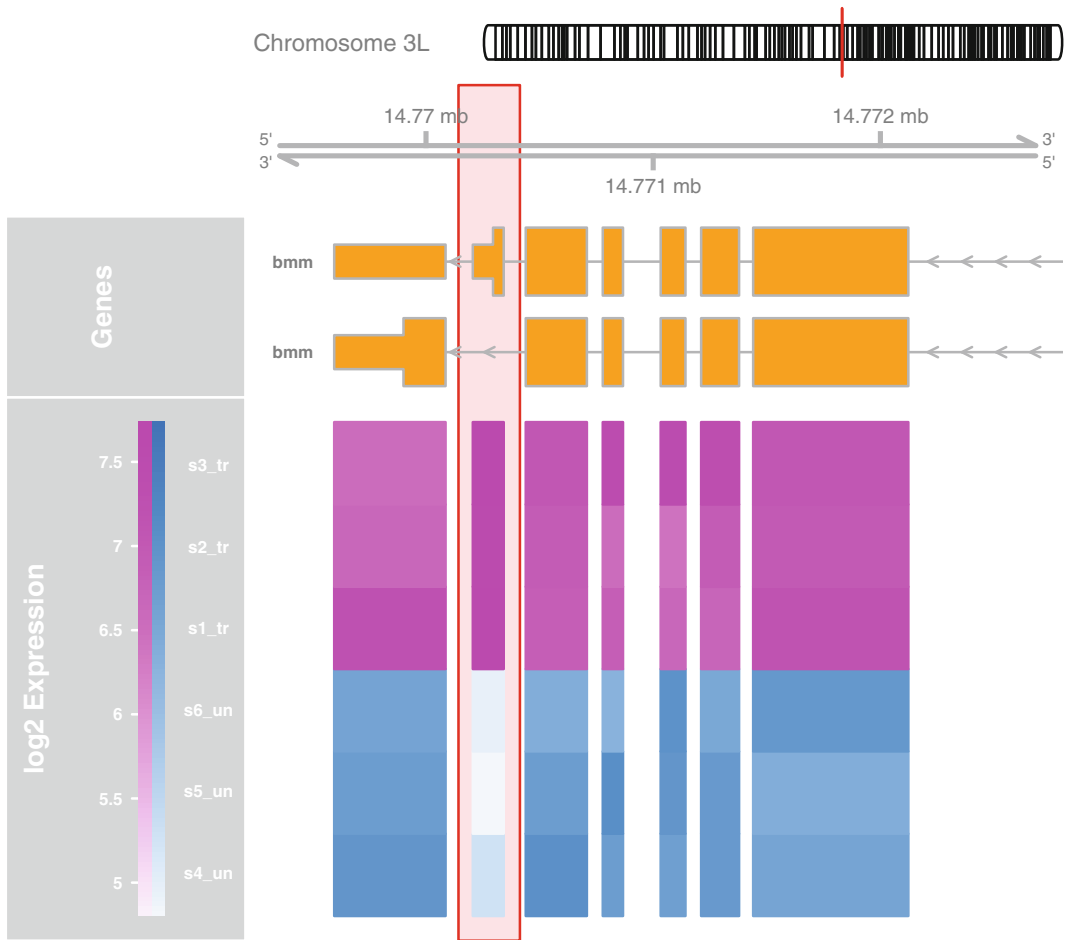 Chromosome 3L
14.77 mb
14.772 mb
5'
3'
3'
5'
14.771 mb
Genes
bmm
bmm
log2 Expression
7.5
7
6.5
6
5.5
5
s3_tr
s2_tr
s1_tr
s6_un
s5_un
s4_un